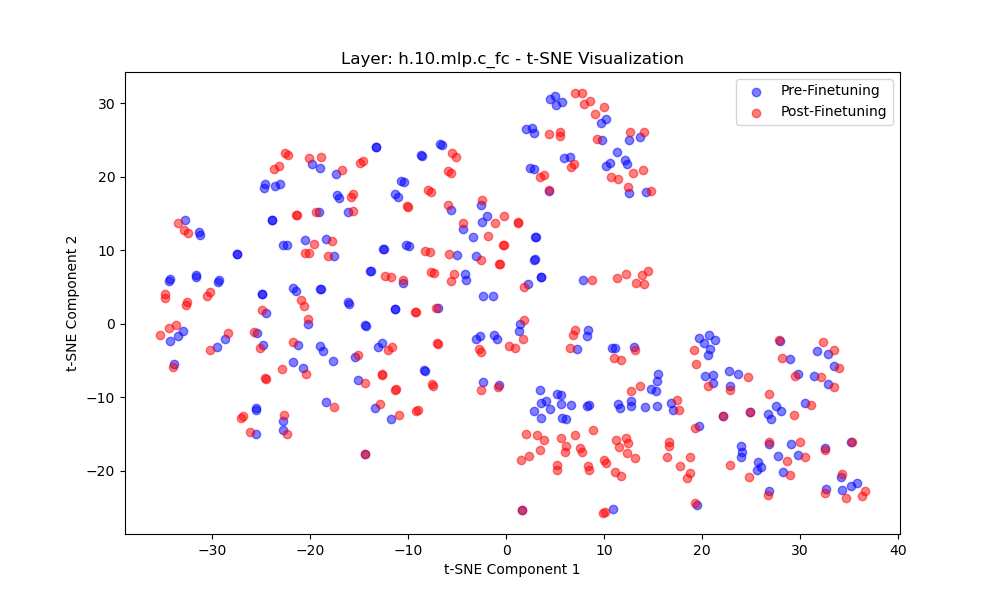 Layer: h.10.mlp.c_fc - t-SNE Visualization
Pre-Finetuning
Post-Finetuning
30
20
10
0
−10
−20
t-SNE Component 2
−30
−20
−10
0
10
20
30
40
t-SNE Component 1